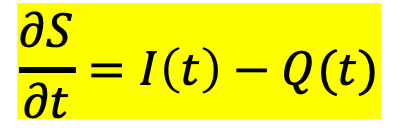 ∂S/∂t = I(t) − Q(t)